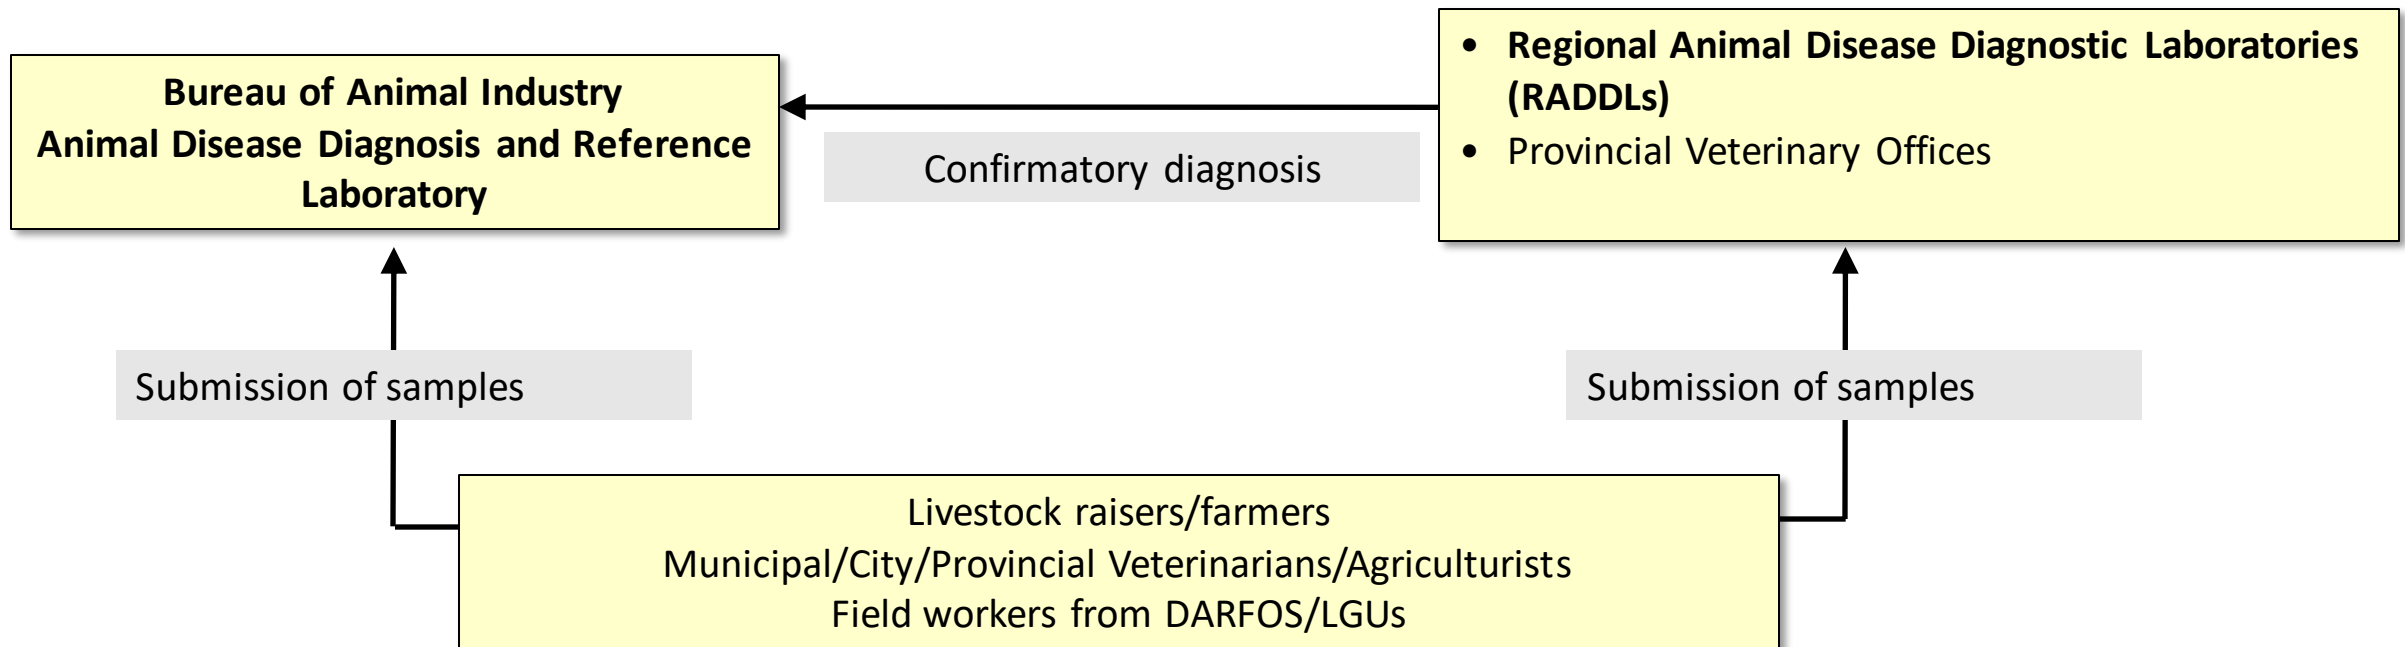 Bureau of Animal Industry
Animal Disease Diagnosis and Reference
Laboratory
Confirmatory diagnosis
• Regional Animal Disease Diagnostic Laboratories
(RADDLs)
• Provincial Veterinary Offices
Submission of samples
Submission of samples
Livestock raisers/farmers
Municipal/City/Provincial Veterinarians/Agriculturists
Field workers from DARFOS/LGUs